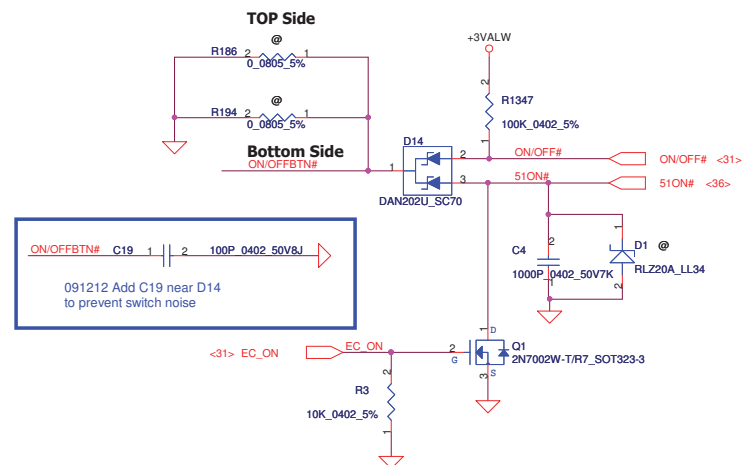 TOP Side
@
R186 2 1
0_0805_5%
@
R194 2 1
0_0805_5%
Bottom Side
ON/OFFBTN#
+3VALW
2
R1347
100K_0402_5%
1
D14
1
2
3
DAN202U_SC70
ON/OFF#
ON/OFF# <31>
51ON#
51ON# <36>
2
C4
1000P_0402_50V7K
1
1
D1 @
RLZ20A_LL34
2
ON/OFFBTN# C19 1 2 100P_0402_50V8J
091212 Add C19 near D14
to prevent switch noise
<31> EC_ON
EC_ON
1 D
2
G
Q1
2N7002W-T/R7_SOT323-3
3 S
2
R3
10K_0402_5%
1